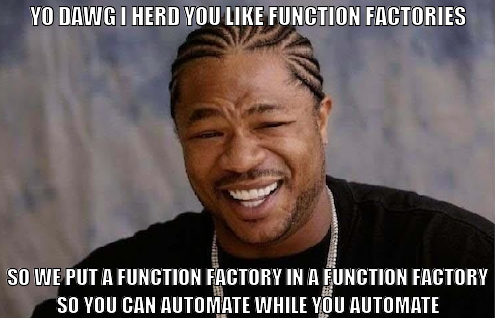 YO DAWG I HERD YOU LIKE FUNCTION FACTORIES
SO WE PUT A FUNCTION FACTORY IN A FUNCTION FACTORY
SO YOU CAN AUTOMATE WHILE YOU AUTOMATE